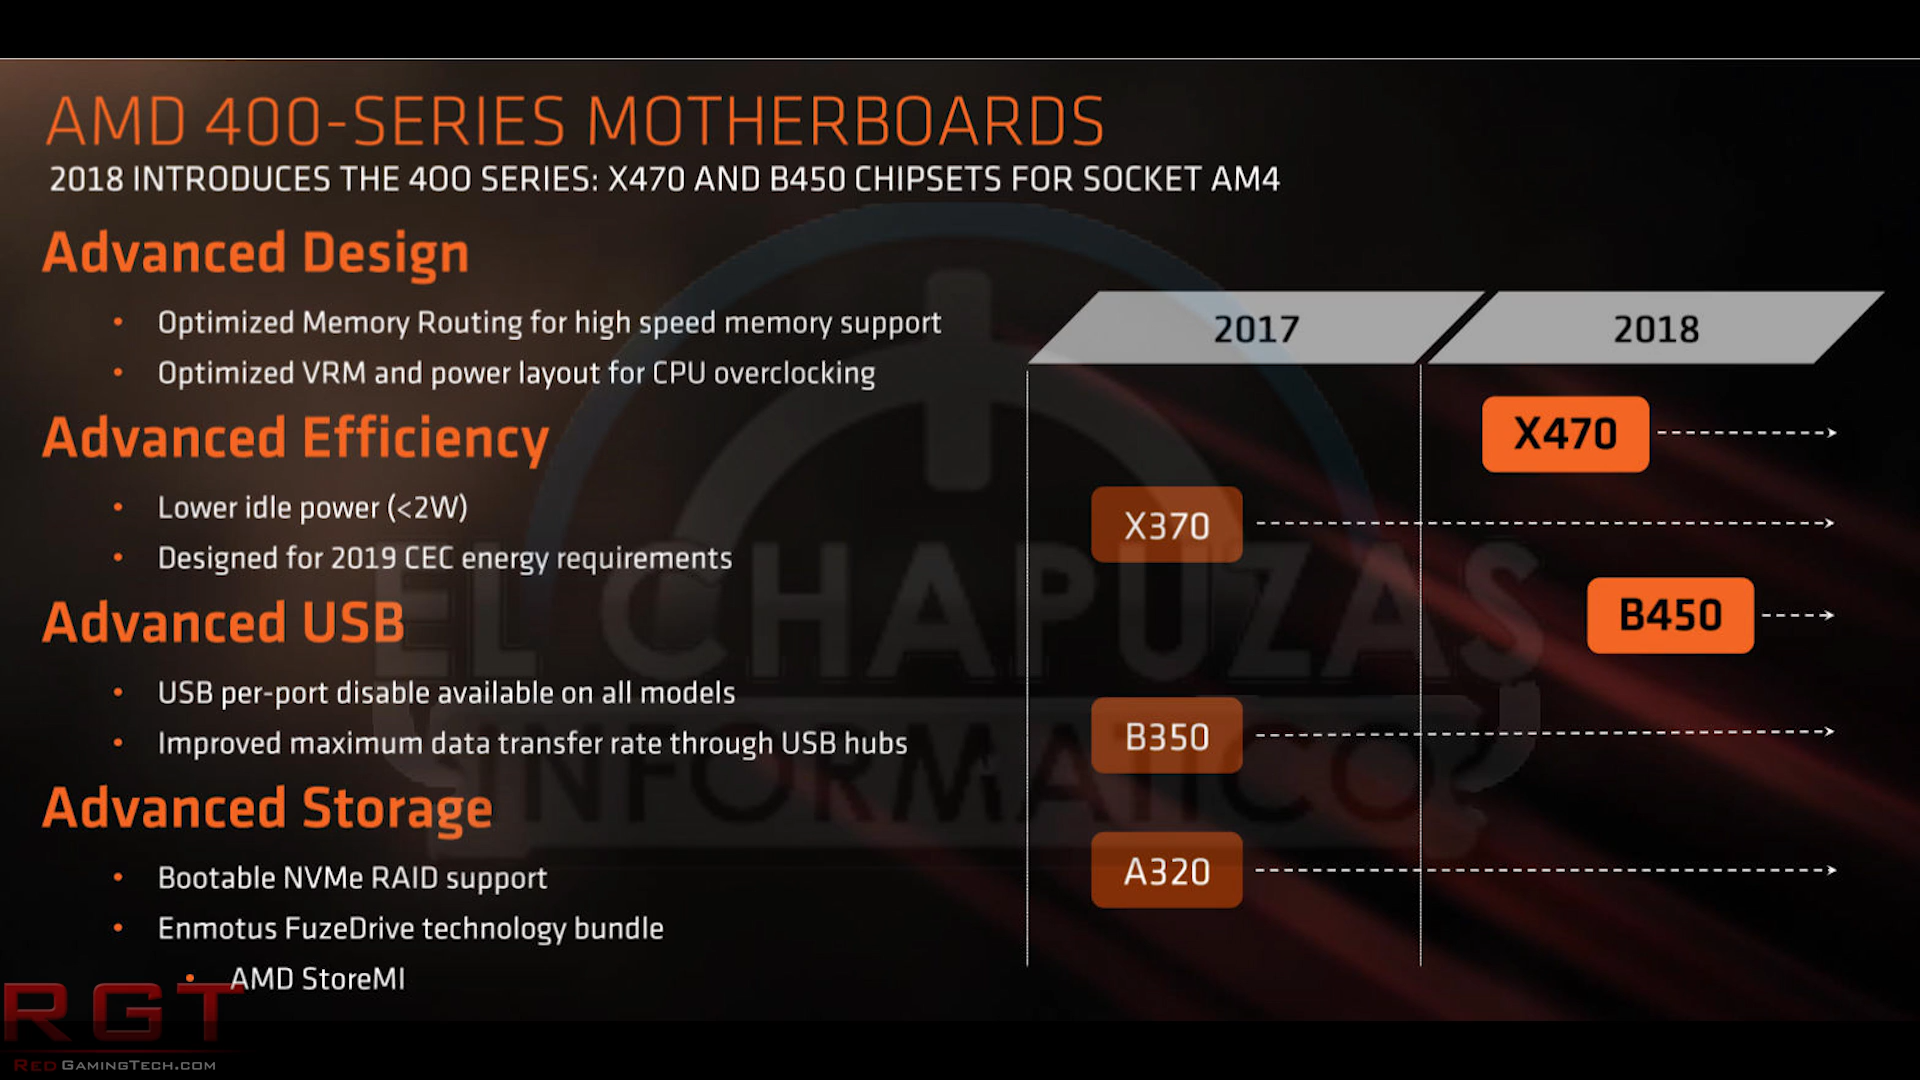 AMD 400-SERIES MOTHERBOARDS
2018 INTRODUCES THE 400 SERIES: X470 AND B450 CHIPSETS FOR SOCKET AM4
Advanced Design
• Optimized Memory Routing for high speed memory support
• Optimized VRM and power layout for CPU overclocking
Advanced Efficiency
• Lower idle power (<2W)
• Designed for 2019 CEC energy requirements
Advanced USB
• USB per-port disable available on all models
• Improved maximum data transfer rate through USB hubs
Advanced Storage
• Bootable NVMe RAID support
• Enmotus FuzeDrive technology bundle
• AMD StoreMI
2017
2018
X470
X370
B450
B350
A320
EL CHAPUZAS
INFORMÁTICO
RGT
REDGAMINGTECH.COM